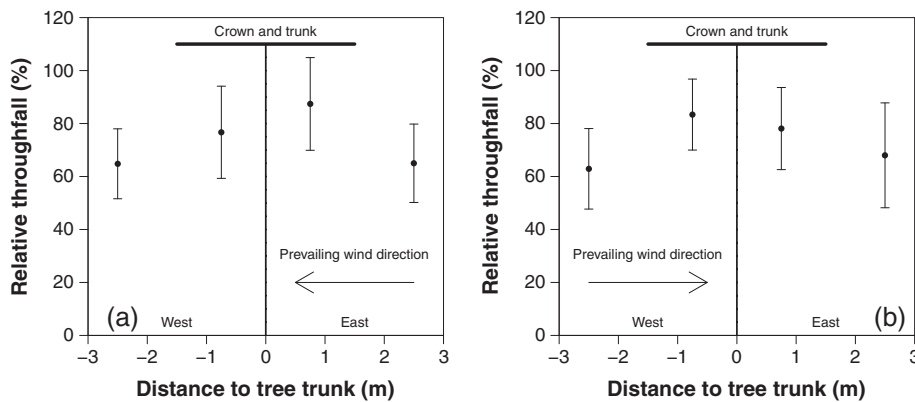 Relative throughfall (%)
120
100
80
60
40
20
0
Crown and trunk
Prevailing wind direction
(a)
West
East
−3
−2
−1
0
1
2
3
Distance to tree trunk (m)
Relative throughfall (%)
120
100
80
60
40
20
0
Crown and trunk
Prevailing wind direction
West
East
(b)
−3
−2
−1
0
1
2
3
Distance to tree trunk (m)